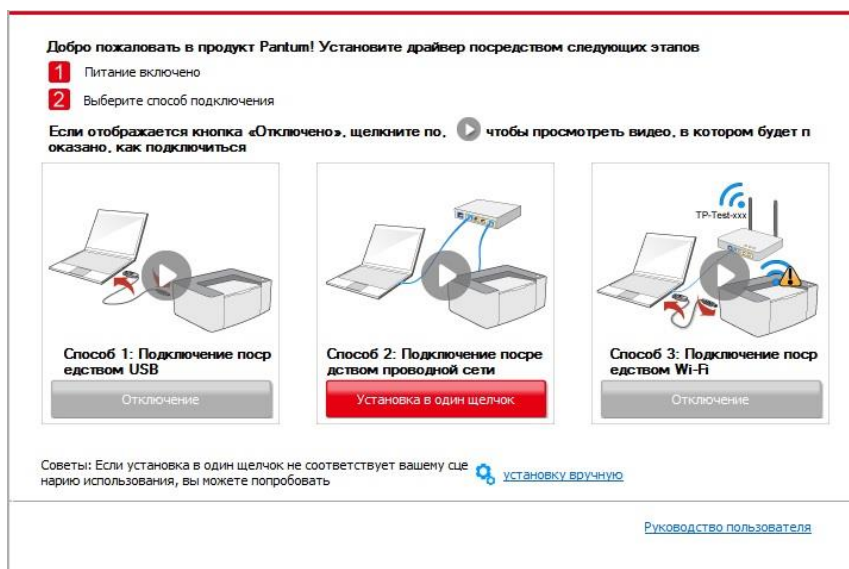 Добро пожаловать в продукт Pantum! Установите драйвер посредством следующих этапов
1 Питание включено
2 Выберите способ подключения
Если отображается кнопка «Отключено», щелкните по, чтобы просмотреть видео, в котором будет п
оказано, как подключиться
TP-Test-xxx
Способ 1: Подключение поср
едством USB
Отключение
Способ 2: Подключение посре
дством проводной сети
Установка в один щелчок
Способ 3: Подключение поср
едством Wi-Fi
Отключение
Советы: Если установка в один щелчок не соответствует вашему сце
нарию использования, вы можете попробовать
установку вручную
Руководство пользователя